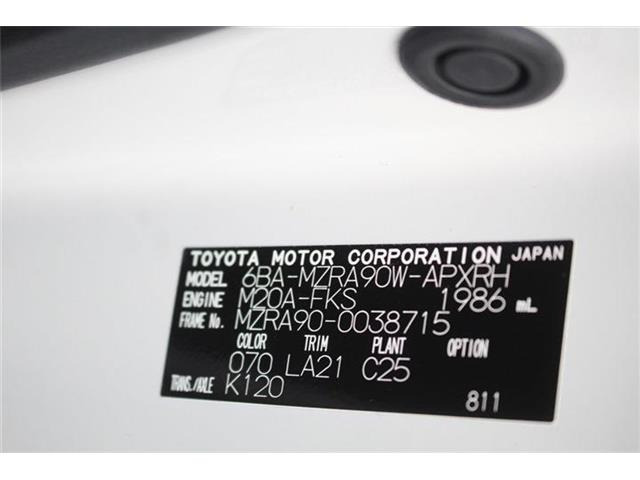 TOYOTA MOTOR CORPORATION JAPAN
MODEL 6BA-MZRA90W-APXRH
ENGINE M20A-FKS 1986 mL
FRAME No. MZRA90-0038715
COLOR TRIM PLANT OPTION
070 LA21 C25
TRANS./AXLE K120
811